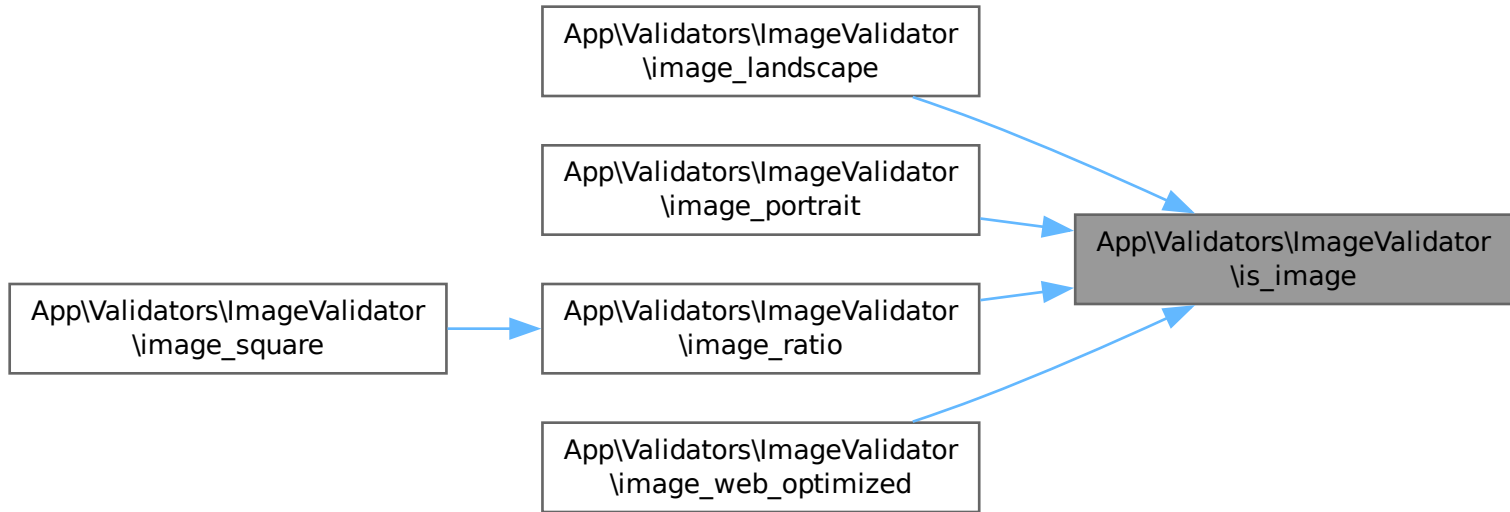 App\Validators\ImageValidator
\image_landscape
App\Validators\ImageValidator
\image_portrait
App\Validators\ImageValidator
\is_image
App\Validators\ImageValidator
\image_square
App\Validators\ImageValidator
\image_ratio
App\Validators\ImageValidator
\image_web_optimized